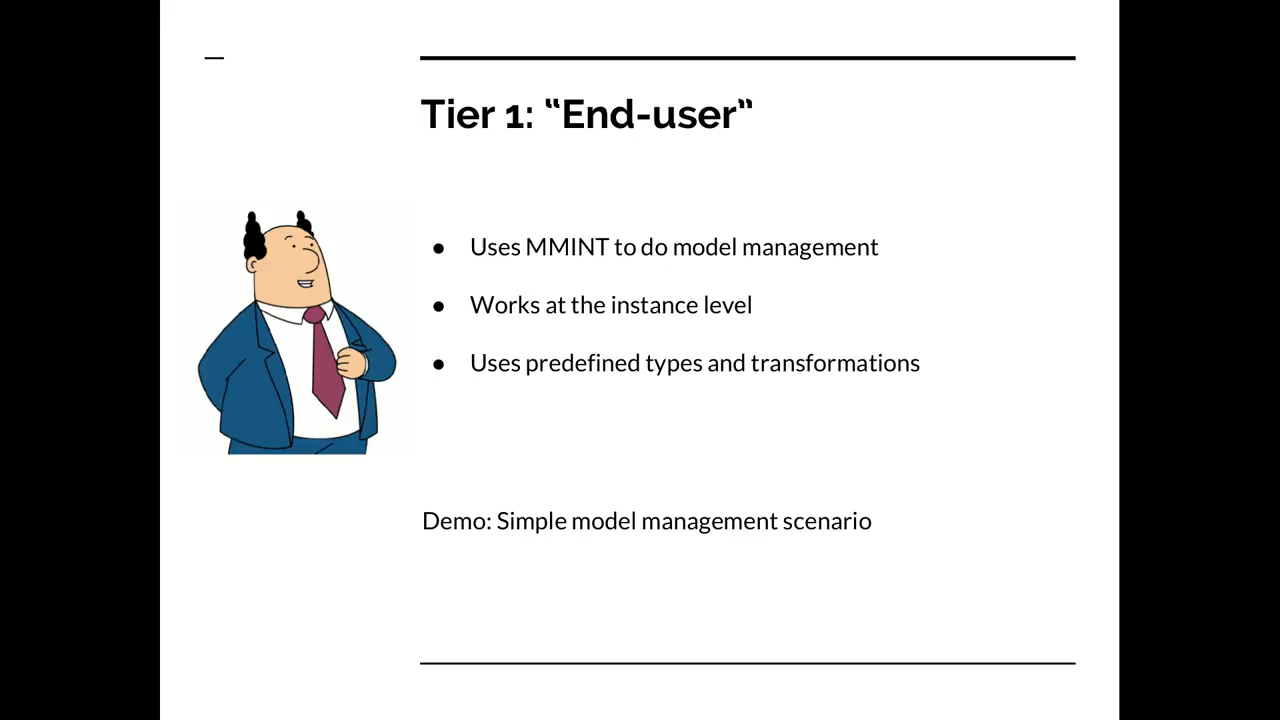 Tier 1: “End-user”
● Uses MMINT to do model management
● Works at the instance level
● Uses predefined types and transformations
Demo: Simple model management scenario